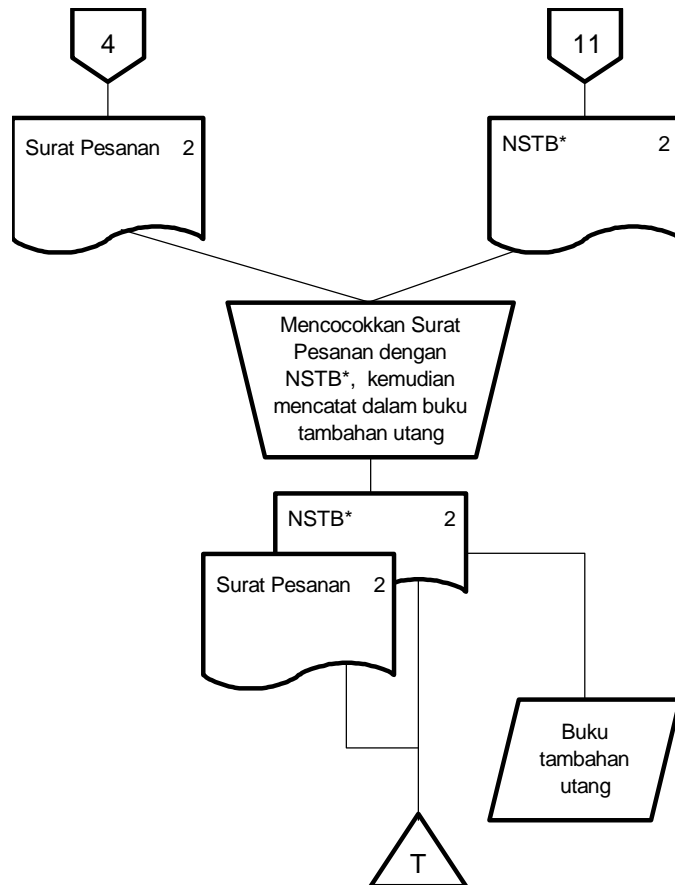 4
11
Surat Pesanan 2
NSTB* 2
Mencocokkan Surat
Pesanan dengan
NSTB*, kemudian
mencatat dalam buku
tambahan utang
NSTB* 2
Surat Pesanan 2
Buku
tambahan
utang
T